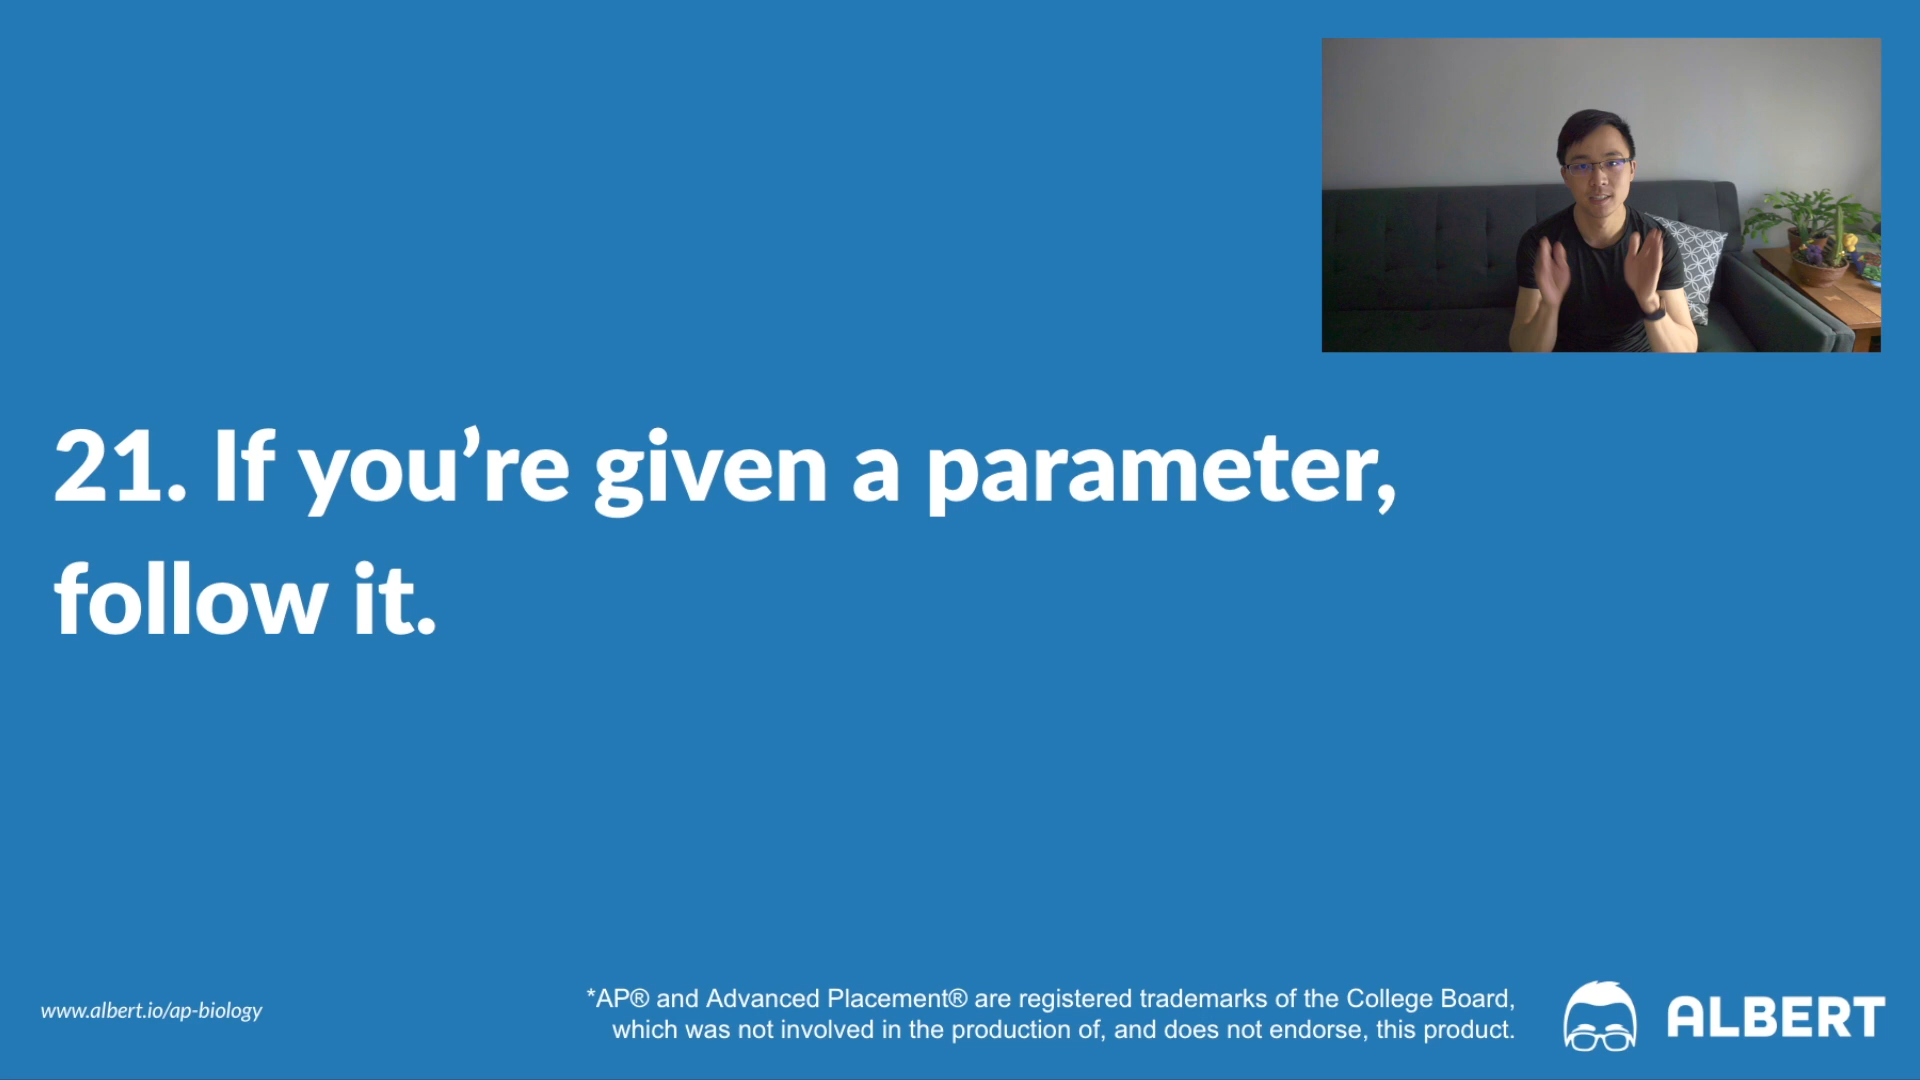 21. If you’re given a parameter,
follow it.
www.albert.io/ap-biology
*AP® and Advanced Placement® are registered trademarks of the College Board,
which was not involved in the production of, and does not endorse, this product.
ALBERT